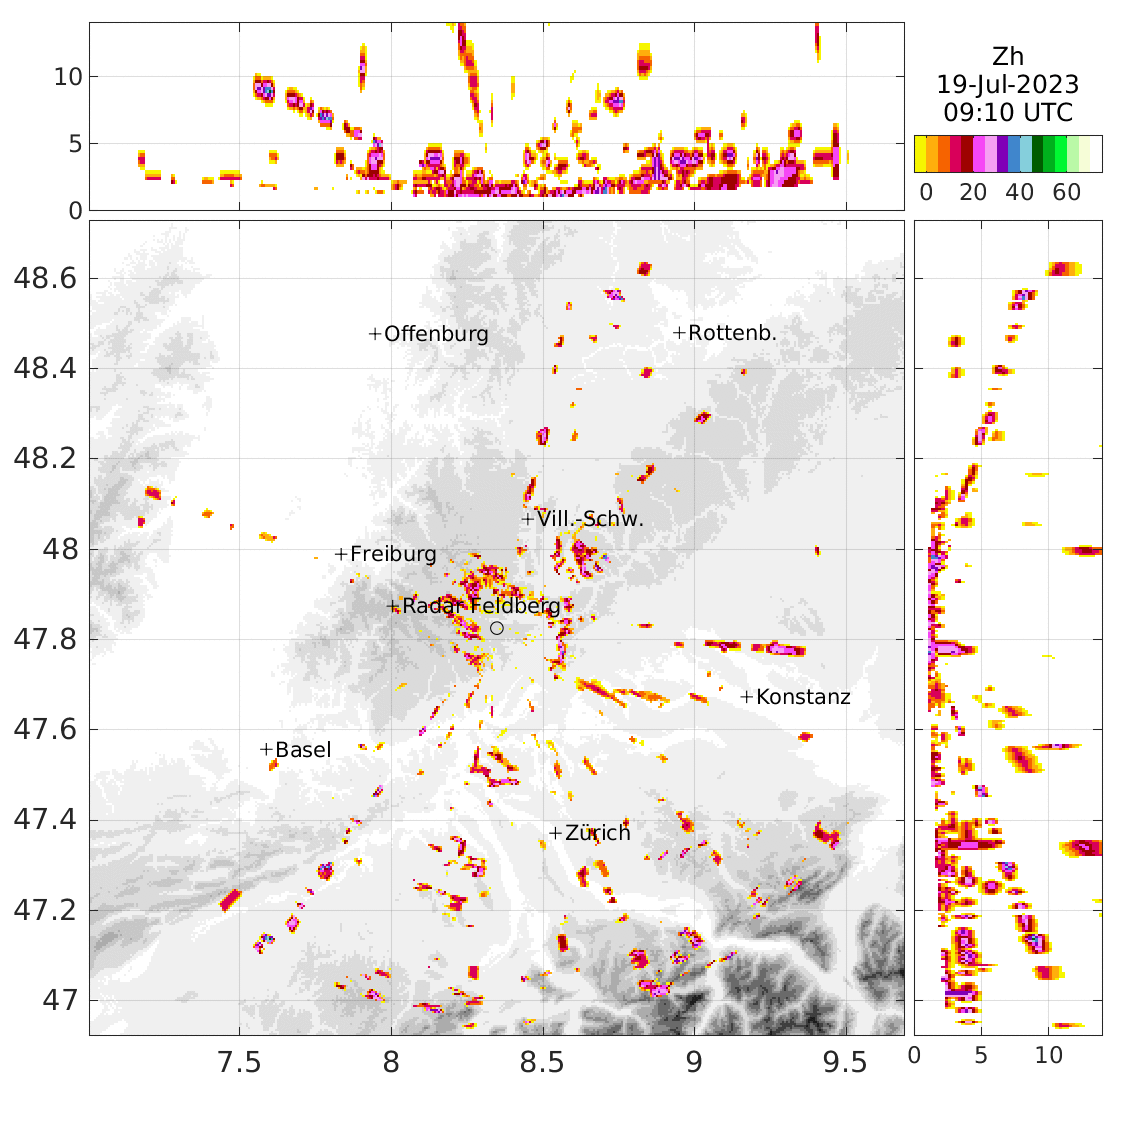 Zh
19-Jul-2023
09:10 UTC
10
5
0
0 20 40 60
48.6
48.4
48.2
48
47.8
47.6
47.4
47.2
47
+Offenburg
+Rottenb.
+Vill.-Schw.
+Freiburg
+Radar Feldberg
+Konstanz
+Basel
+Zürich
7.5 8 8.5 9 9.5
0 5 10